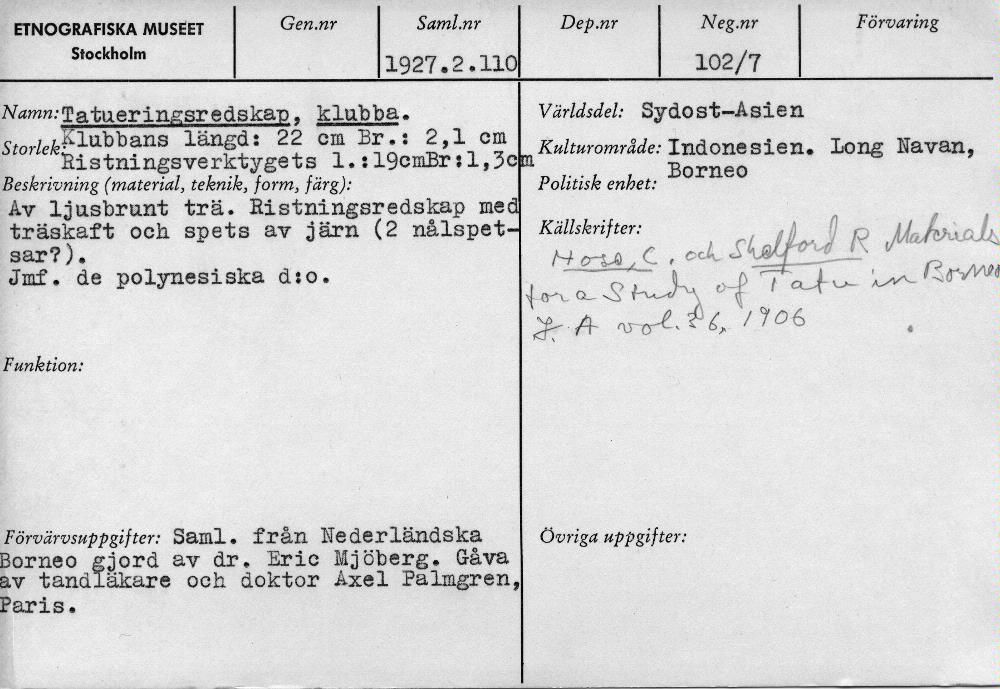 ETNOGRAFISKA MUSEET
Stockholm
Gen.nr
Saml.nr
1927.2.110
Dep.nr
Neg.nr
102/7
Förvaring
Namn: Tatueringsredskap, klubba.
Storlek: Klubbans längd: 22 cm Br.: 2,1 cm
Ristningsverktygets l.:19cmBr:1,3cm
Beskrivning (material, teknik, form, färg):
Av ljusbrunt trä. Ristningsredskap med
träskaft och spets av järn (2 nålspet-
sar?).
Jmf. de polynesiska d:o.
Funktion:
Förvärvsuppgifter: Saml. från Nederländska
Borneo gjord av dr. Eric Mjöberg. Gåva
av tandläkare och doktor Axel Palmgren,
Paris.
Världsdel: Sydost-Asien
Kulturområde: Indonesien. Long Navan,
Borneo
Politisk enhet:
Källskrifter:
Hose, C. och Shelford R Materials
for a Study of Tatu in Borneo
J. A vol. 36, 1906
Övriga uppgifter: